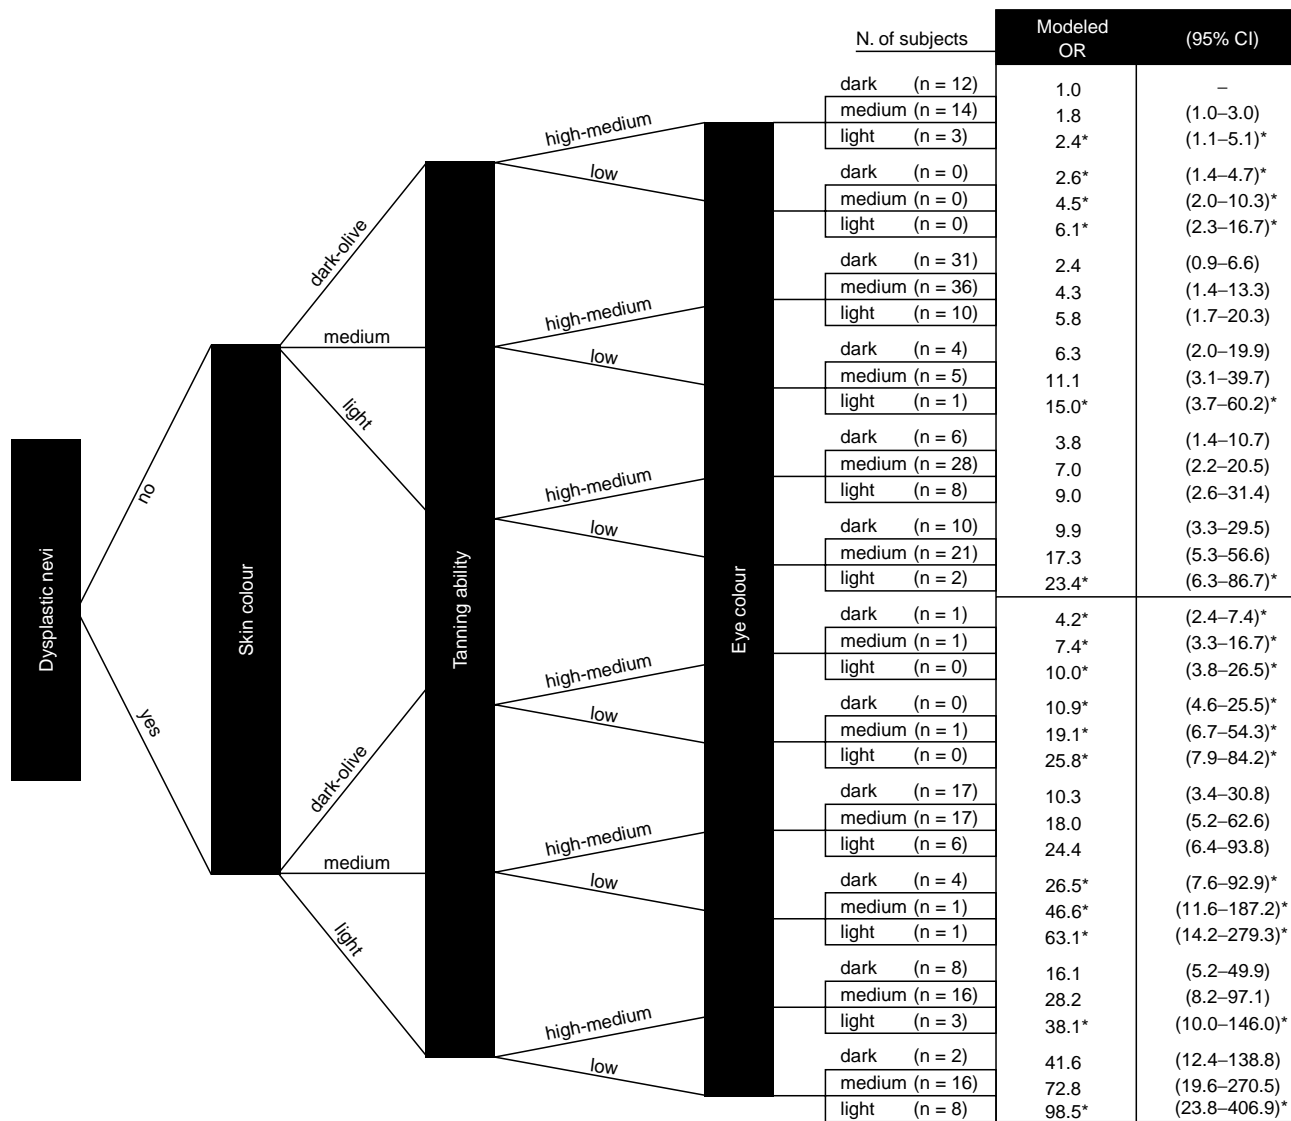 N. of subjects Modeled OR (95% CI)
dark (n = 12) 1.0 –
medium (n = 14) 1.8 (1.0–3.0)
high-medium
light (n = 3) 2.4* (1.1–5.1)*
low
dark (n = 0) 2.6* (1.4–4.7)*
medium (n = 0) 4.5* (2.0–10.3)*
light (n = 0) 6.1* (2.3–16.7)*
dark-olive
dark (n = 31) 2.4 (0.9–6.6)
medium (n = 36) 4.3 (1.4–13.3)
high-medium
light (n = 10) 5.8 (1.7–20.3)
medium
low
dark (n = 4) 6.3 (2.0–19.9)
medium (n = 5) 11.1 (3.1–39.7)
light (n = 1) 15.0* (3.7–60.2)*
light
dark (n = 6) 3.8 (1.4–10.7)
medium (n = 28) 7.0 (2.2–20.5)
high-medium
light (n = 8) 9.0 (2.6–31.4)
no
low
dark (n = 10) 9.9 (3.3–29.5)
medium (n = 21) 17.3 (5.3–56.6)
light (n = 2) 23.4* (6.3–86.7)*
Dysplastic nevi
Skin colour
Tanning ability
Eye colour
dark (n = 1) 4.2* (2.4–7.4)*
medium (n = 1) 7.4* (3.3–16.7)*
high-medium
light (n = 0) 10.0* (3.8–26.5)*
yes
low
dark (n = 0) 10.9* (4.6–25.5)*
medium (n = 1) 19.1* (6.7–54.3)*
light (n = 0) 25.8* (7.9–84.2)*
dark-olive
dark (n = 17) 10.3 (3.4–30.8)
medium (n = 17) 18.0 (5.2–62.6)
high-medium
light (n = 6) 24.4 (6.4–93.8)
medium
low
dark (n = 4) 26.5* (7.6–92.9)*
medium (n = 1) 46.6* (11.6–187.2)*
light (n = 1) 63.1* (14.2–279.3)*
light
dark (n = 8) 16.1 (5.2–49.9)
medium (n = 16) 28.2 (8.2–97.1)
high-medium
light (n = 3) 38.1* (10.0–146.0)*
low
dark (n = 2) 41.6 (12.4–138.8)
medium (n = 16) 72.8 (19.6–270.5)
light (n = 8) 98.5* (23.8–406.9)*